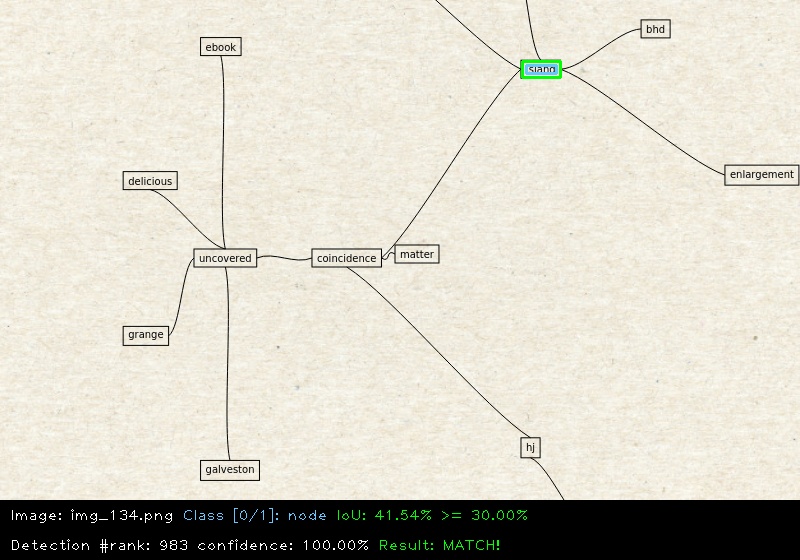 bhd
ebook
enlargement
delicious
uncovered
coincidence
matter
grange
hj
galveston
Image: img_134.png Class [0/1]: node IoU: 41.54% >= 30.00%
Detection #rank: 983 confidence: 100.00% Result: MATCH!